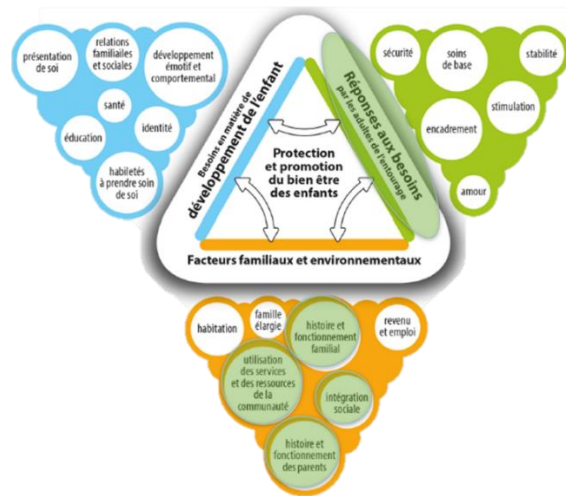 présentation
de soi
relations
familiales
et sociales
développement
émotif et
comportemental
santé
éducation
identité
habiletés
à prendre soin
de soi
Besoins en matière de
développement de l'enfant
Réponses aux besoins
par les adultes de l'entourage
Protection
et promotion
du bien être
des enfants
Facteurs familiaux et environnementaux
sécurité
soins
de base
stabilité
stimulation
encadrement
amour
habitation
famille
élargie
histoire et
fonctionnement
familial
revenu
et emploi
utilisation
des services
et des ressources
de la
communauté
intégration
sociale
histoire et
fonctionnement
des parents